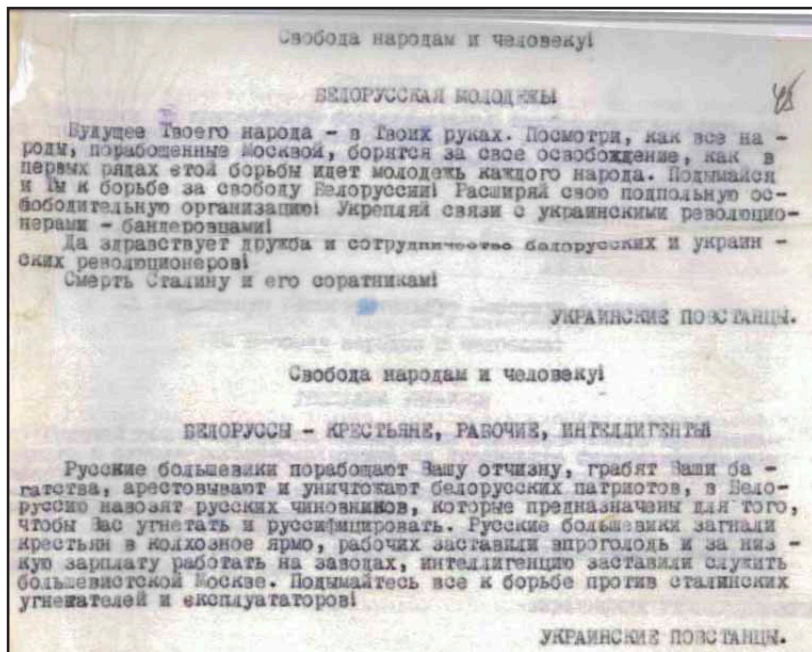 Свобода народам и человеку!
БЕЛОРУССКАЯ МОЛОДЕЖЬ!
45
Будущее Твоего народа - в Твоих руках. Посмотри, как все на -
роды, порабощенные Москвой, борятся за свое освобождение, как в
первых рядах етой борьбы идет молодежь каждого народа. Подымайся
и Ты к борьбе за свободу Белоруссии! Расширяй свою подпольную ос-
бободительную организацию! Укрепляй связи с украинскими революцио-
нерами - бандеровцами!
Да здравствует дружба и сотрудничество белорусских и украин -
ских революционеров!
Смерть Сталину и его соратникам!
УКРАИНСКИЕ ПОВСТАНЦЫ.
Свобода народам и человеку!
БЕЛОРУССЫ - КРЕСТЬЯНЕ, РАБОЧИЕ, ИНТЕЛЛИГЕНТЫ!
Русские большевики порабощают Вашу отчизну, грабят Ваши ба -
гатства, арестовывают и уничтожают белорусских патриотов, в Бело-
руссию навозят русских чиновников, которые предназначены для того,
чтобы Вас угнетать и руссифицировать. Русские большевики загнали
крестьян в колхозное ярмо, рабочих заставили впроголодь и за низ -
кую зарплату работать на заводах, интеллигенцию заставили служить
большевистской Москве. Подымайтесь все к борьбе против сталинских
угнежателей и експлуататоров!
УКРАИНСКИЕ ПОВСТАНЦЫ.